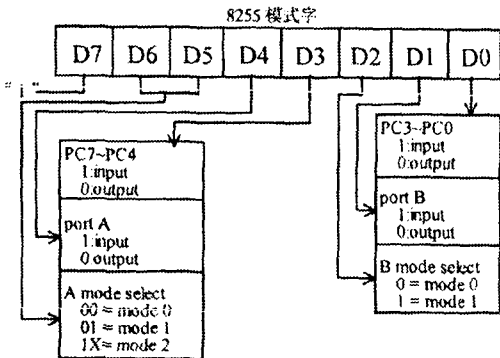 8255 模式字
D7 D6 D5 D4 D3 D2 D1 D0
"1"
PC7~PC4
1:input
0:output
port A
1:input
0:output
A mode select
00 = mode 0
01 = mode 1
1X = mode 2
PC3~PC0
1:input
0:output
port B
1:input
0:output
B mode select
0 = mode 0
1 = mode 1